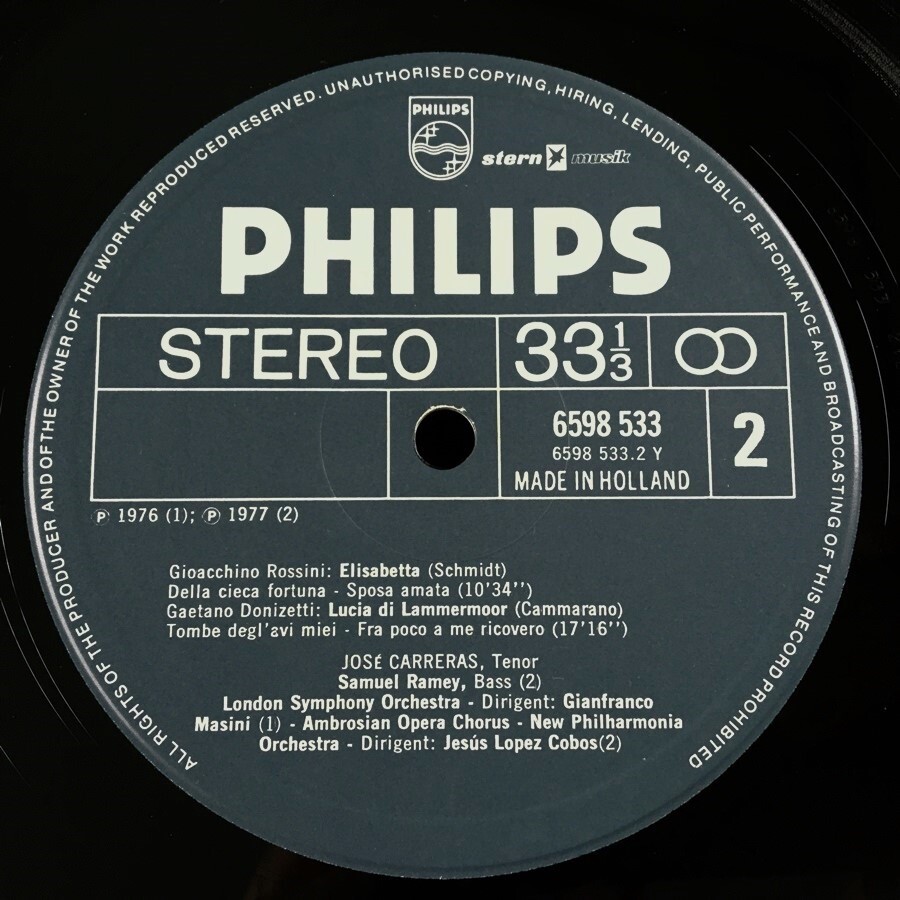 ALL RIGHTS OF THE PRODUCER AND OF THE OWNER OF THE WORK REPRODUCED RESERVED. UNAUTHORISED COPYING, HIRING, LENDING, PUBLIC PERFORMANCE AND BROADCASTING OF THIS RECORD PROHIBITED
PHILIPS
stern musik
PHILIPS
STEREO 33 1/3
6598 533
6598 533.2 Y
MADE IN HOLLAND
2
Ⓟ 1976 (1); Ⓟ 1977 (2)
Gioacchino Rossini: Elisabetta (Schmidt)
Della cieca fortuna - Sposa amata (10'34'')
Gaetano Donizetti: Lucia di Lammermoor (Cammarano)
Tombe degl'avi miei - Fra poco a me ricovero (17'16'')
JOSÉ CARRERAS, Tenor
Samuel Ramey, Bass (2)
London Symphony Orchestra - Dirigent: Gianfranco
Masini (1) - Ambrosian Opera Chorus - New Philharmonia
Orchestra - Dirigent: Jesús Lopez Cobos(2)